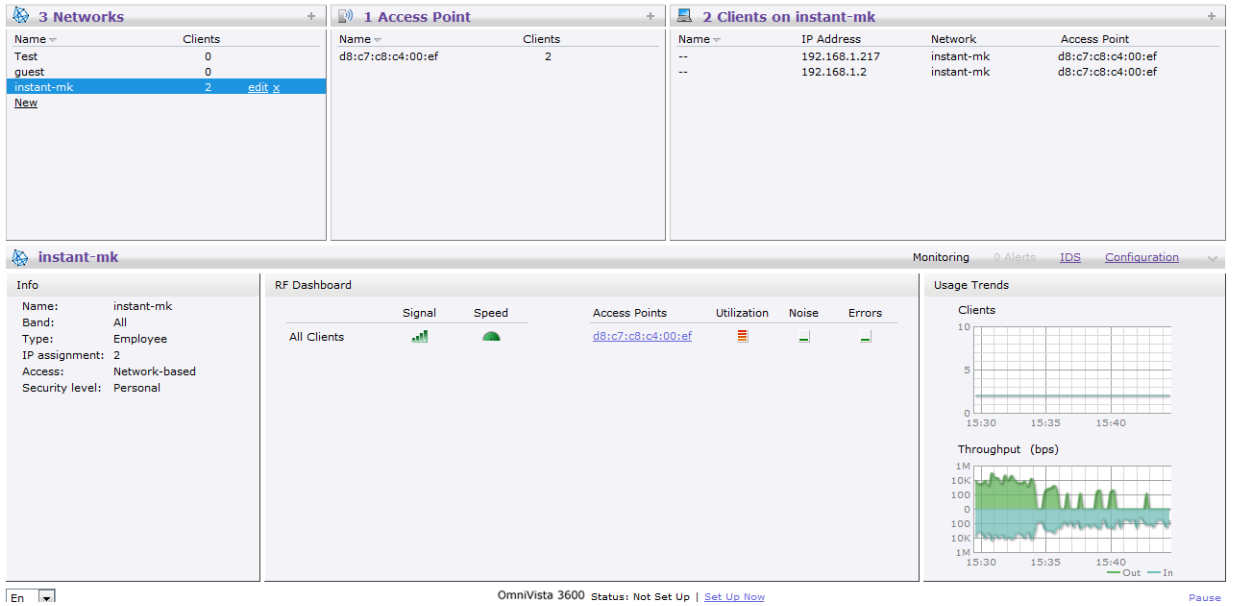 3 Networks +
Name Clients
Test 0
guest 0
instant-mk 2 edit x
New
1 Access Point +
Name Clients
d8:c7:c8:c4:00:ef 2
2 Clients on instant-mk +
Name IP Address Network Access Point
-- 192.168.1.217 instant-mk d8:c7:c8:c4:00:ef
-- 192.168.1.2 instant-mk d8:c7:c8:c4:00:ef
instant-mk Monitoring 0 Alerts IDS Configuration
Info
Name: instant-mk
Band: All
Type: Employee
IP assignment: 2
Access: Network-based
Security level: Personal
RF Dashboard
Signal Speed Access Points Utilization Noise Errors
All Clients d8:c7:c8:c4:00:ef
Usage Trends
Clients
10
5
0
15:30 15:35 15:40
Throughput (bps)
1M
10K
100
0
100
10K
1M
15:30 15:35 15:40
Out In
En OmniVista 3600 Status: Not Set Up | Set Up Now Pause